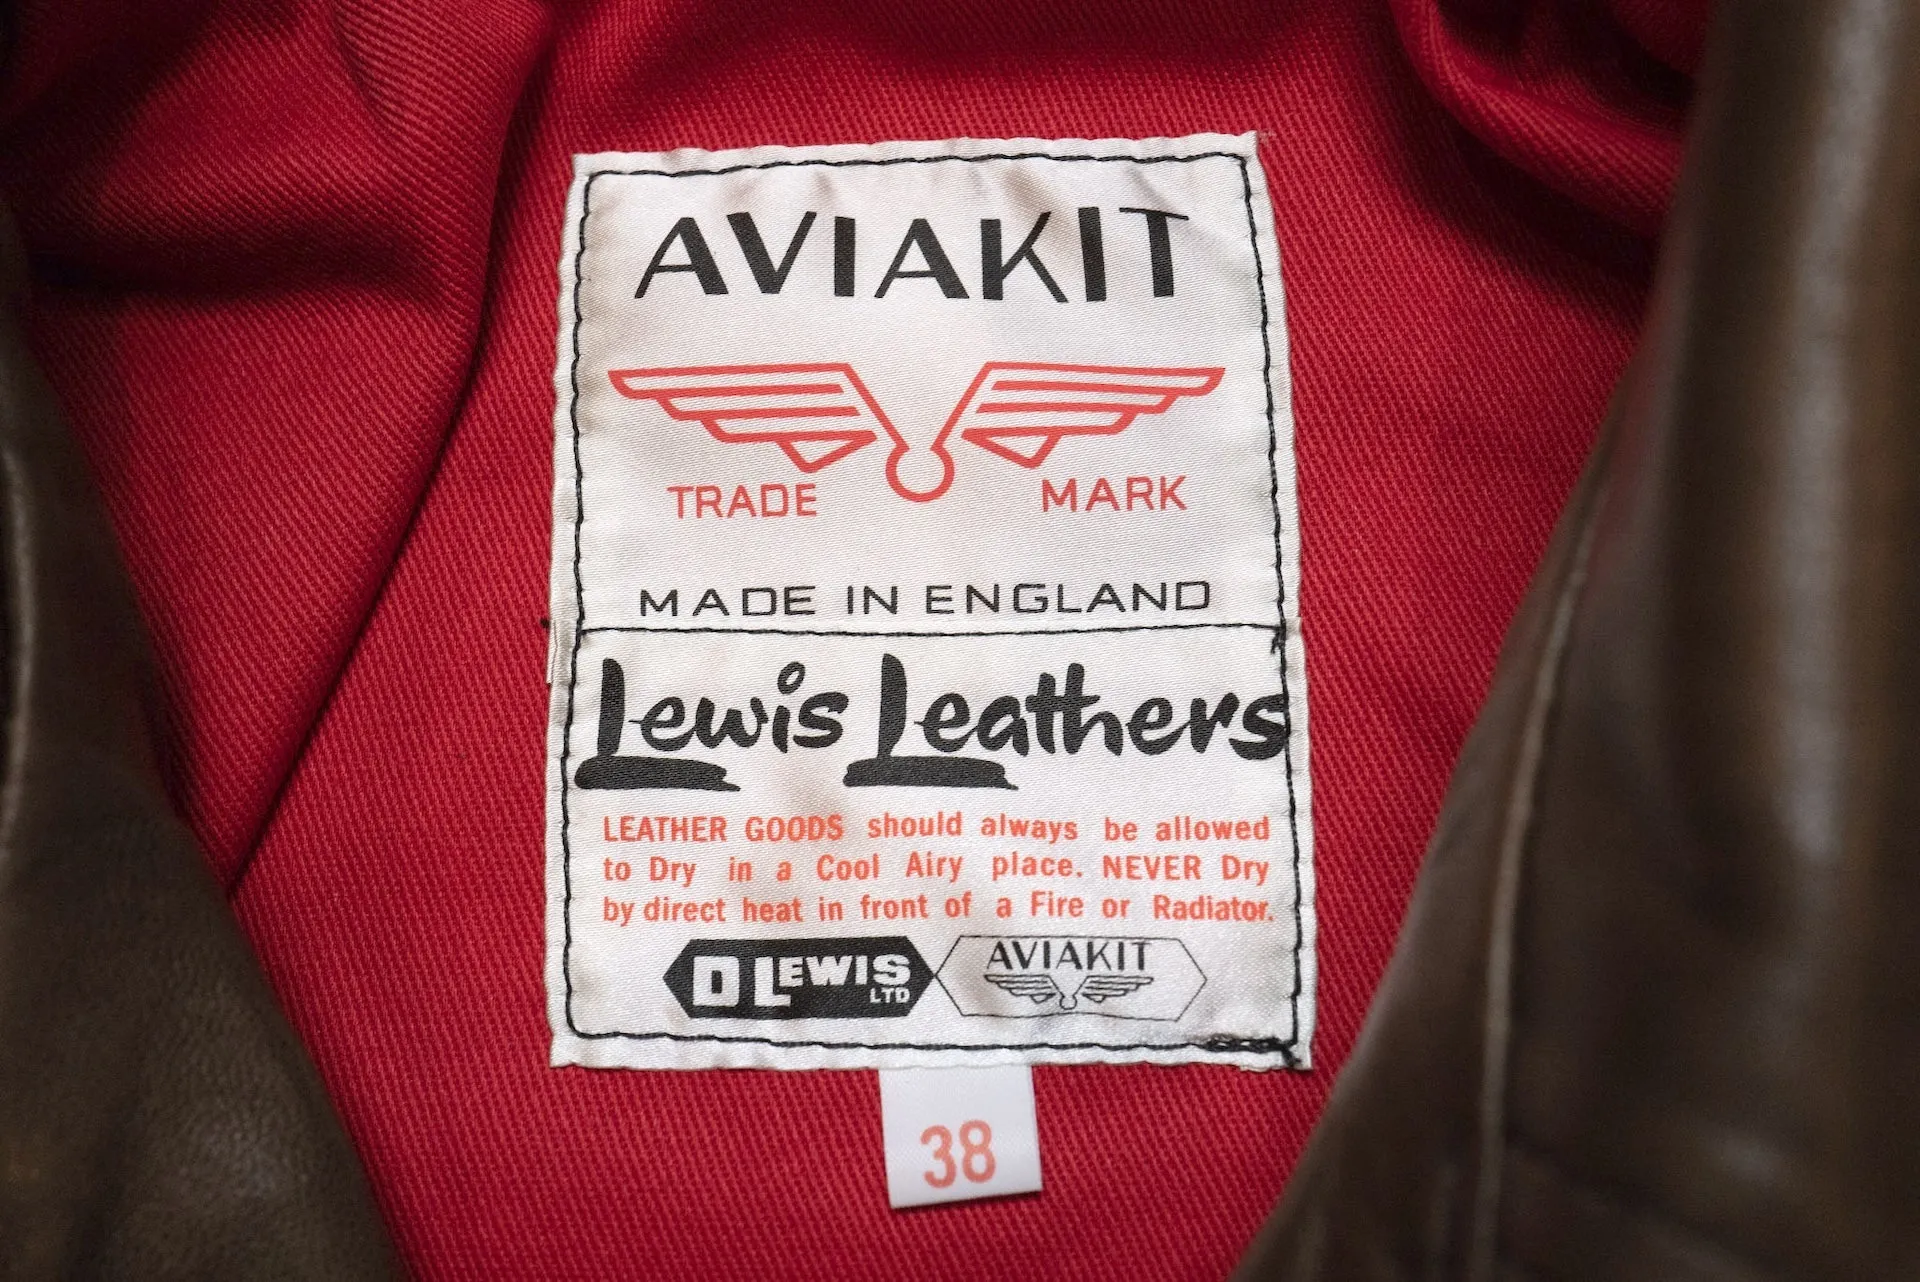 AVIAKIT
TRADE MARK
MADE IN ENGLAND
Lewis Leathers
LEATHER GOODS should always be allowed
to Dry in a Cool Airy place. NEVER Dry
by direct heat in front of a Fire or Radiator.
D LEWIS LTD AVIAKIT
38